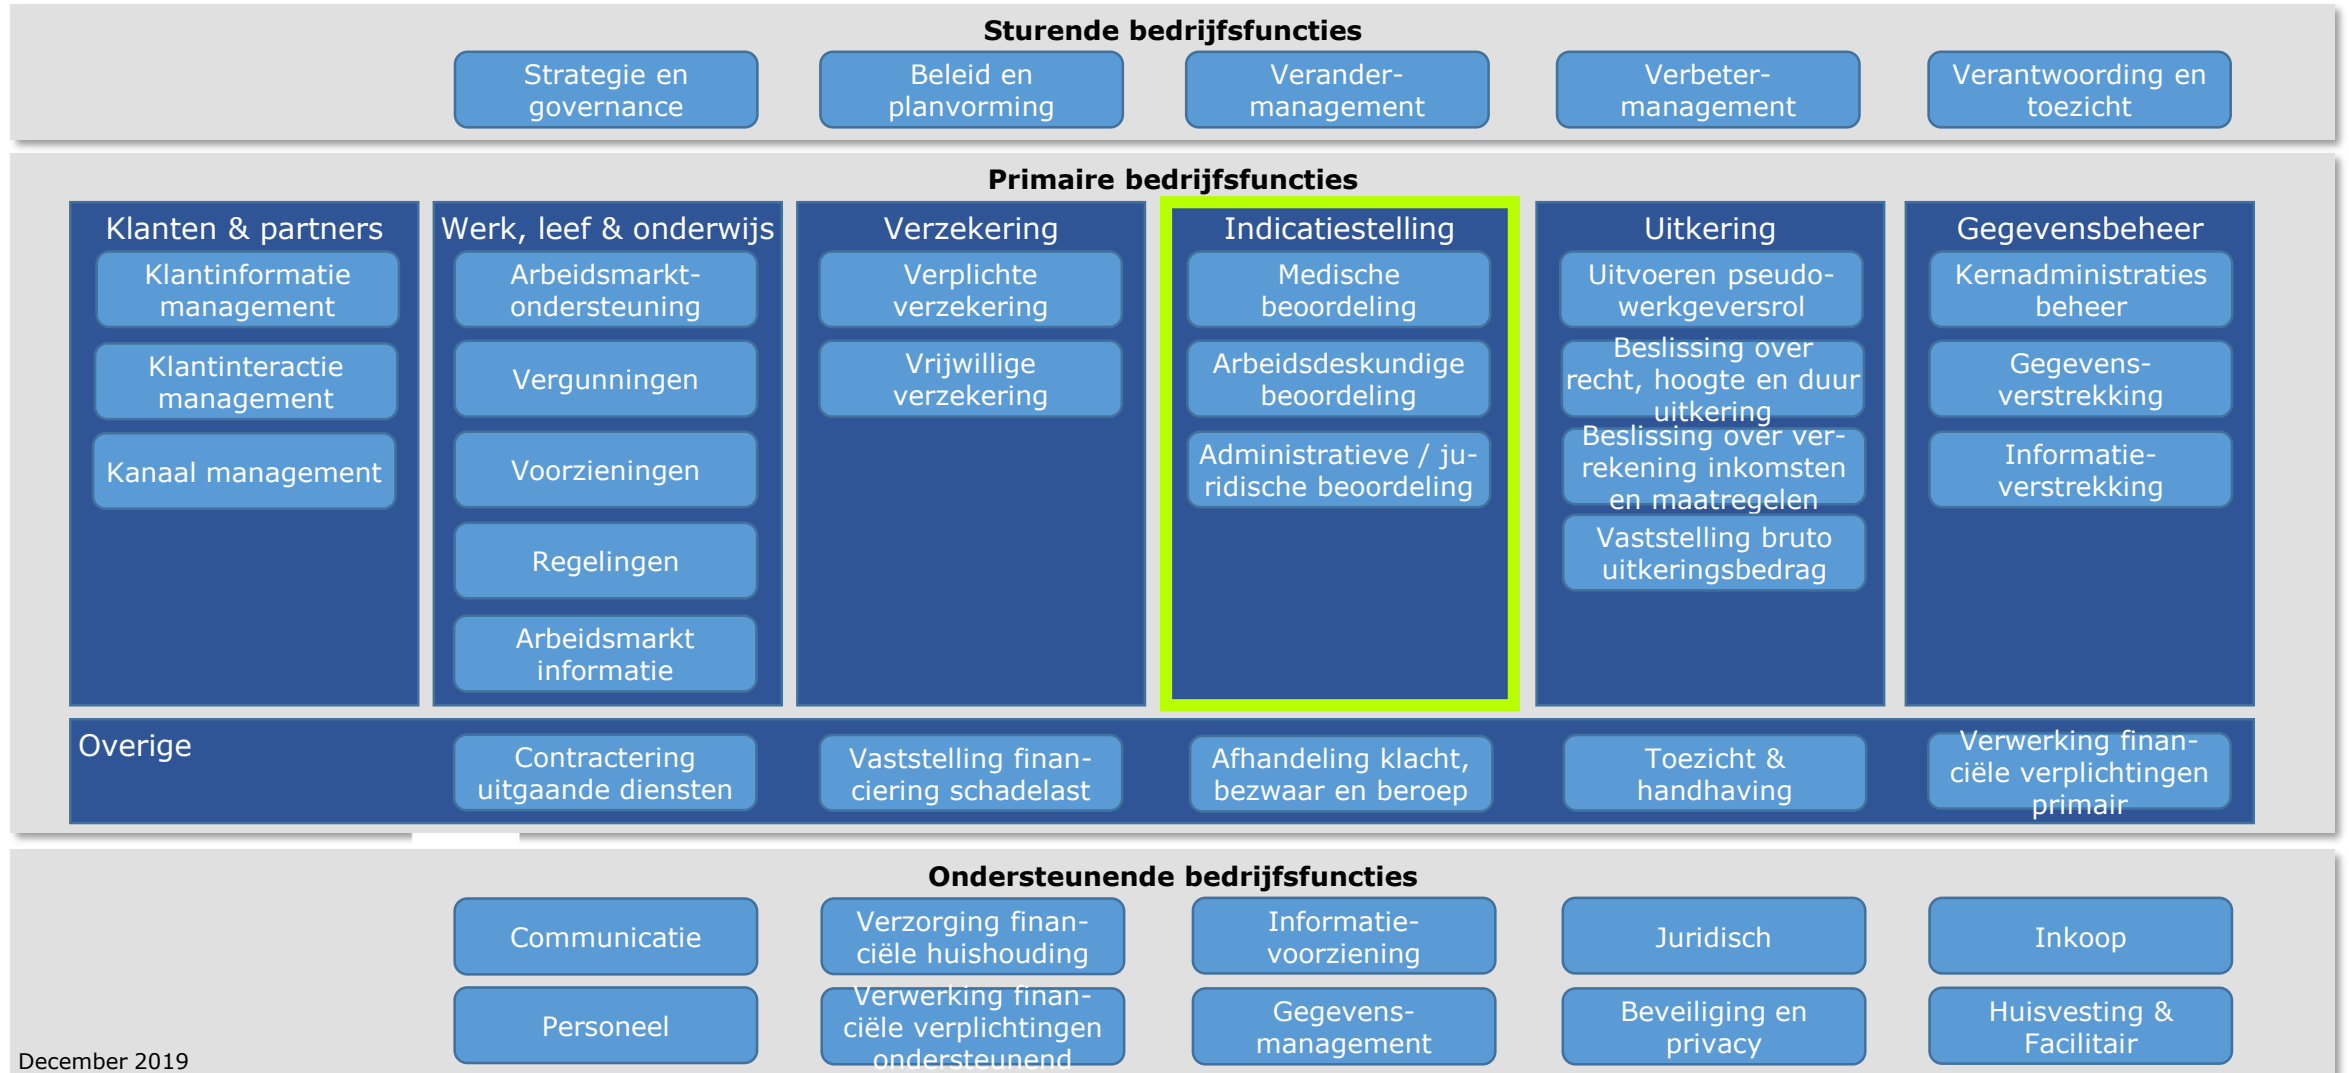 Sturende bedrijfsfuncties
Strategie en
governance
Beleid en
planvorming
Verander-
management
Verbeter-
management
Verantwoording en
toezicht
Primaire bedrijfsfuncties
Klanten & partners
Klantinformatie
management
Klantinteractie
management
Kanaal management
Werk, leef & onderwijs
Arbeidsmarkt-
ondersteuning
Vergunningen
Voorzieningen
Regelingen
Arbeidsmarkt
informatie
Verzekering
Verplichte
verzekering
Vrijwillige
verzekering
Indicatiestelling
Medische
beoordeling
Arbeidsdeskundige
beoordeling
Administratieve / ju-
ridische beoordeling
Uitkering
Uitvoeren pseudo-
werkgeversrol
Beslissing over
recht, hoogte en duur
uitkering
Beslissing over ver-
rekening inkomsten
en maatregelen
Vaststelling bruto
uitkeringsbedrag
Gegevensbeheer
Kernadministraties
beheer
Gegevens-
verstrekking
Informatie-
verstrekking
Overige
Contractering
uitgaande diensten
Vaststelling finan-
ciering schadelast
Afhandeling klacht,
bezwaar en beroep
Toezicht &
handhaving
Verwerking finan-
ciële verplichtingen
primair
Ondersteunende bedrijfsfuncties
Communicatie
Verzorging finan-
ciële huishouding
Informatie-
voorziening
Juridisch
Inkoop
Personeel
Verwerking finan-
ciële verplichtingen
ondersteunend
Gegevens-
management
Beveiliging en
privacy
Huisvesting &
Facilitair
December 2019